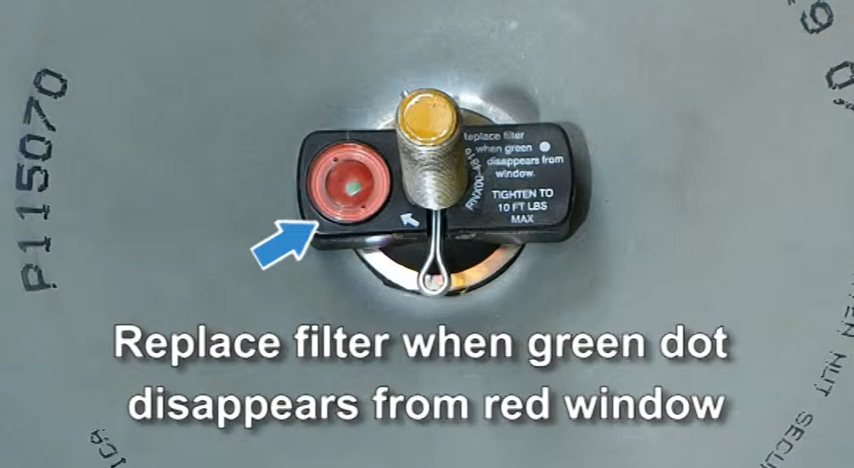 P115070
Replace filter
when green
disappears from
window.
TIGHTEN TO
10 FT LBS
MAX
Replace filter when green dot
disappears from red window